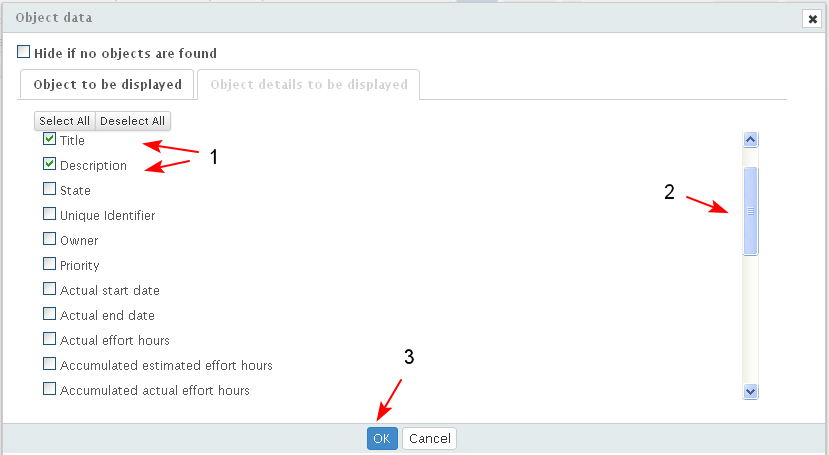 Object data
Hide if no objects are found
Object to be displayed Object details to be displayed
Select All Deselect All
Title
Description
1
State
2
Unique Identifier
Owner
Priority
Actual start date
Actual end date
Actual effort hours
3
Accumulated estimated effort hours
Accumulated actual effort hours
OK Cancel